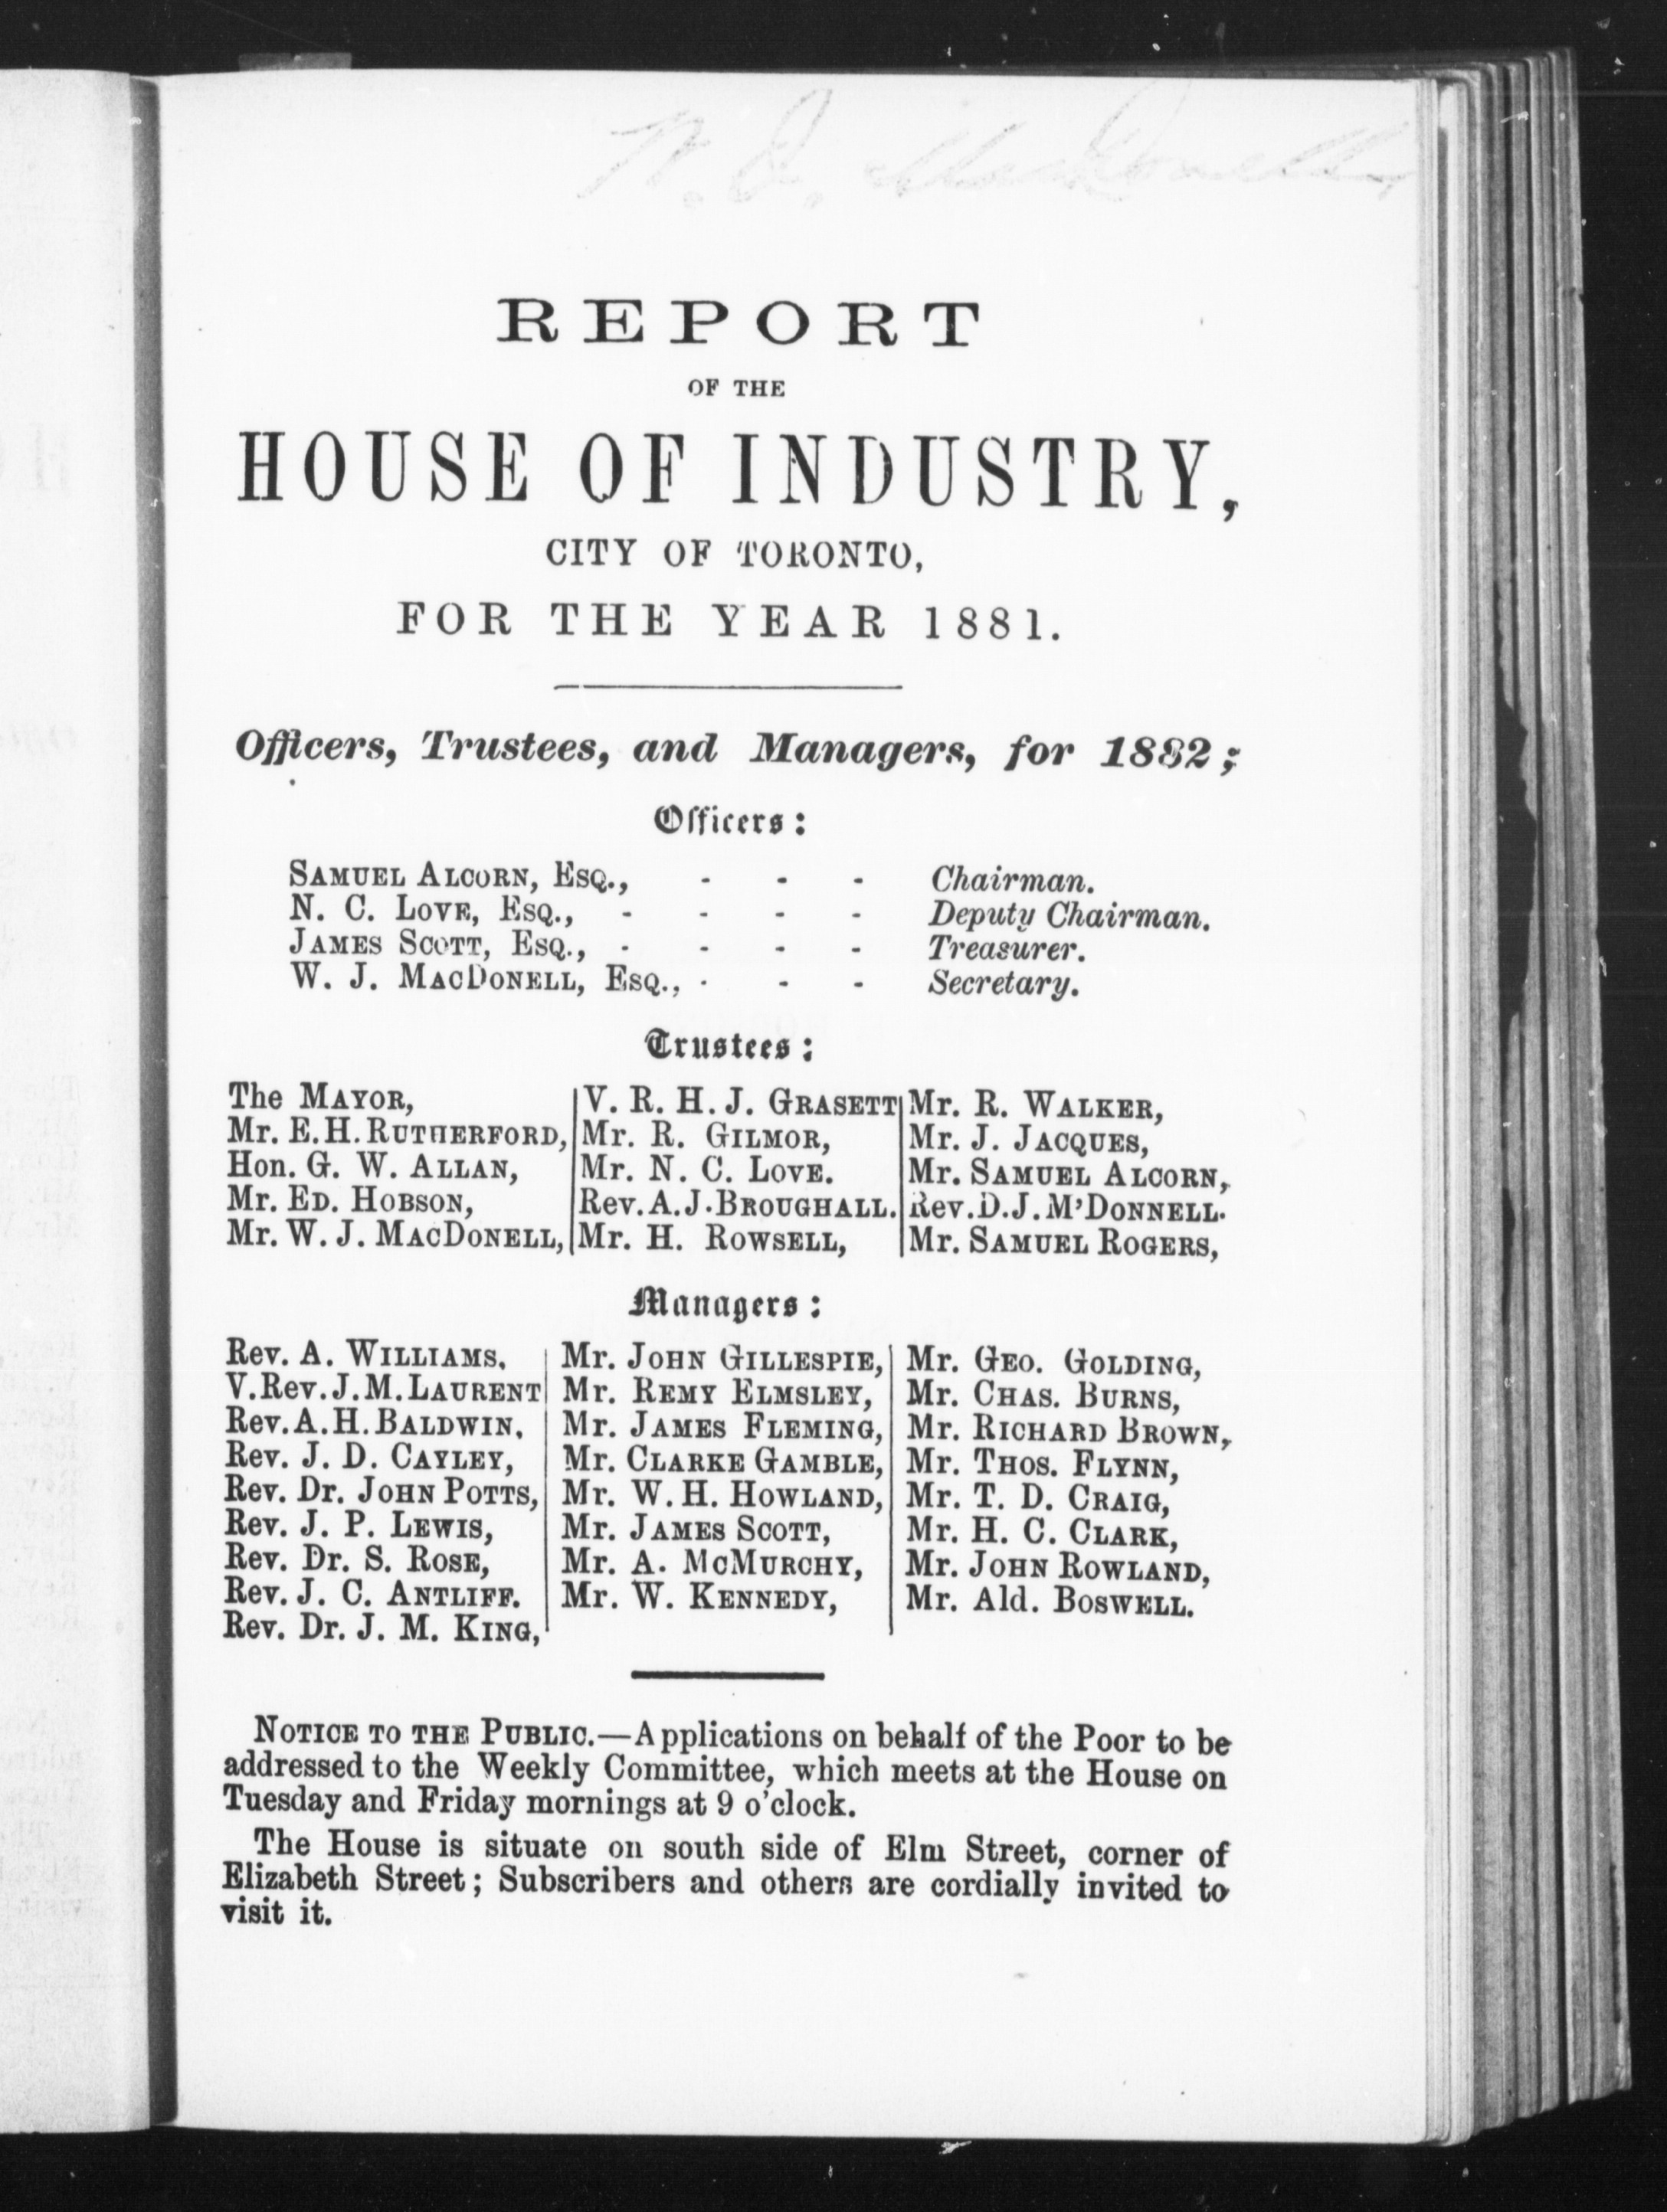 REPORT
OF THE
HOUSE OF INDUSTRY,
CITY OF TORONTO,
FOR THE YEAR 1881.
Officers, Trustees, and Managers, for 1882;
Officers:
SAMUEL ALCORN, ESQ., - - - Chairman.
N. C. LOVE, ESQ., - - - - Deputy Chairman.
JAMES SCOTT, ESQ., - - - - Treasurer.
W. J. MACDONELL, ESQ., - - - Secretary.
Trustees:
The MAYOR,
Mr. E. H. RUTHERFORD,
Hon. G. W. ALLAN,
Mr. ED. HOBSON,
Mr. W. J. MACDONELL,
V. R. H. J. GRASETT
Mr. R. GILMOR,
Mr. N. C. LOVE.
Rev. A. J. BROUGHALL.
Mr. H. ROWSELL,
Mr. R. WALKER,
Mr. J. JACQUES,
Mr. SAMUEL ALCORN,
Rev. D. J. M'DONNELL.
Mr. SAMUEL ROGERS,
Managers:
Rev. A. WILLIAMS.
V. Rev. J. M. LAURENT
Rev. A. H. BALDWIN.
Rev. J. D. CAYLEY,
Rev. Dr. JOHN POTTS,
Rev. J. P. LEWIS,
Rev. Dr. S. ROSE,
Rev. J. C. ANTLIFF.
Rev. Dr. J. M. KING,
Mr. JOHN GILLESPIE,
Mr. REMY ELMSLEY,
Mr. JAMES FLEMING,
Mr. CLARKE GAMBLE,
Mr. W. H. HOWLAND,
Mr. JAMES SCOTT,
Mr. A. MCMURCHY,
Mr. W. KENNEDY,
Mr. GEO. GOLDING,
Mr. CHAS. BURNS,
Mr. RICHARD BROWN,
Mr. THOS. FLYNN,
Mr. T. D. CRAIG,
Mr. H. C. CLARK,
Mr. JOHN ROWLAND,
Mr. Ald. BOSWELL.
NOTICE TO THE PUBLIC.—Applications on behalf of the Poor to be
addressed to the Weekly Committee, which meets at the House on
Tuesday and Friday mornings at 9 o'clock.
The House is situate on south side of Elm Street, corner of
Elizabeth Street; Subscribers and others are cordially invited to
visit it.